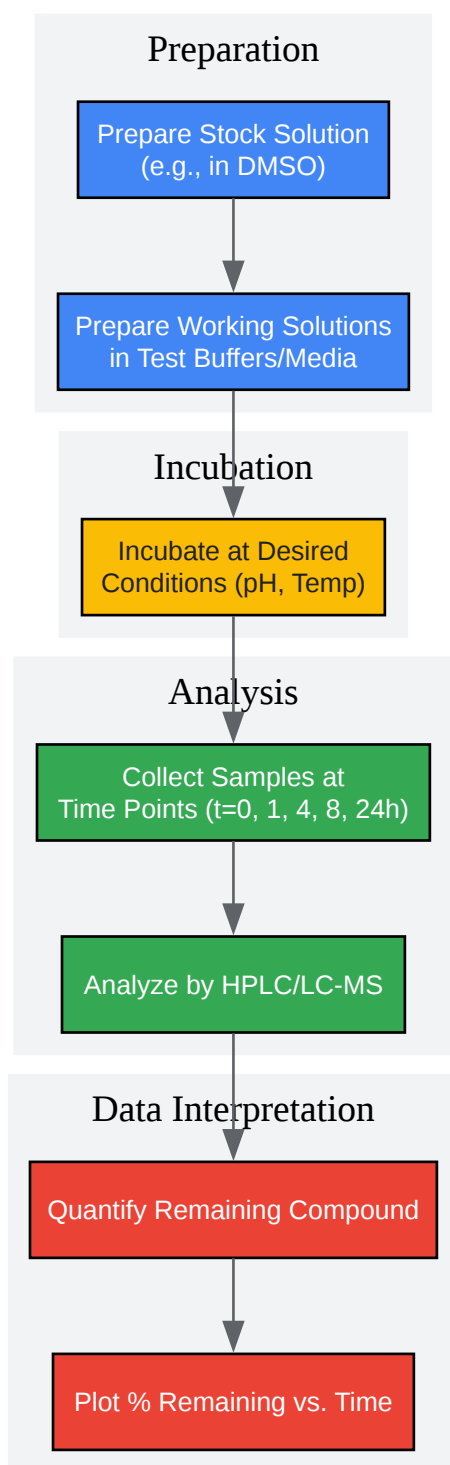 Preparation
Prepare Stock Solution
(e.g., in DMSO)
Prepare Working Solutions
in Test Buffers/Media
Incubation
Incubate at Desired
Conditions (pH, Temp)
Analysis
Collect Samples at
Time Points (t=0, 1, 4, 8, 24h)
Analyze by HPLC/LC-MS
Data Interpretation
Quantify Remaining Compound
Plot % Remaining vs. Time